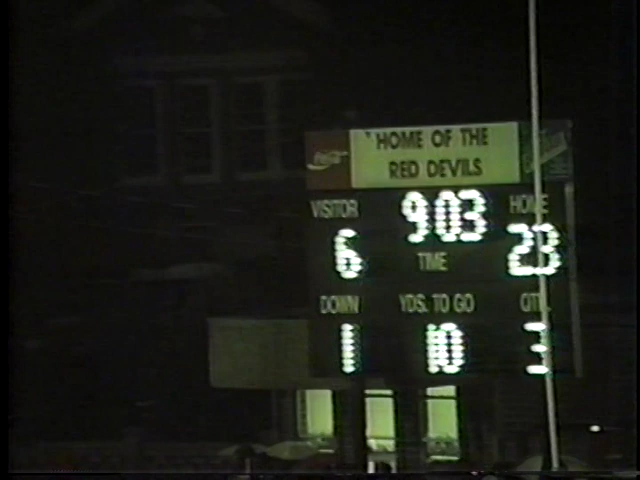 HOME OF THE
RED DEVILS
VISITOR 9:03 HOME
6 TIME 23
DOWN YDS. TO GO QTR.
1 10 3